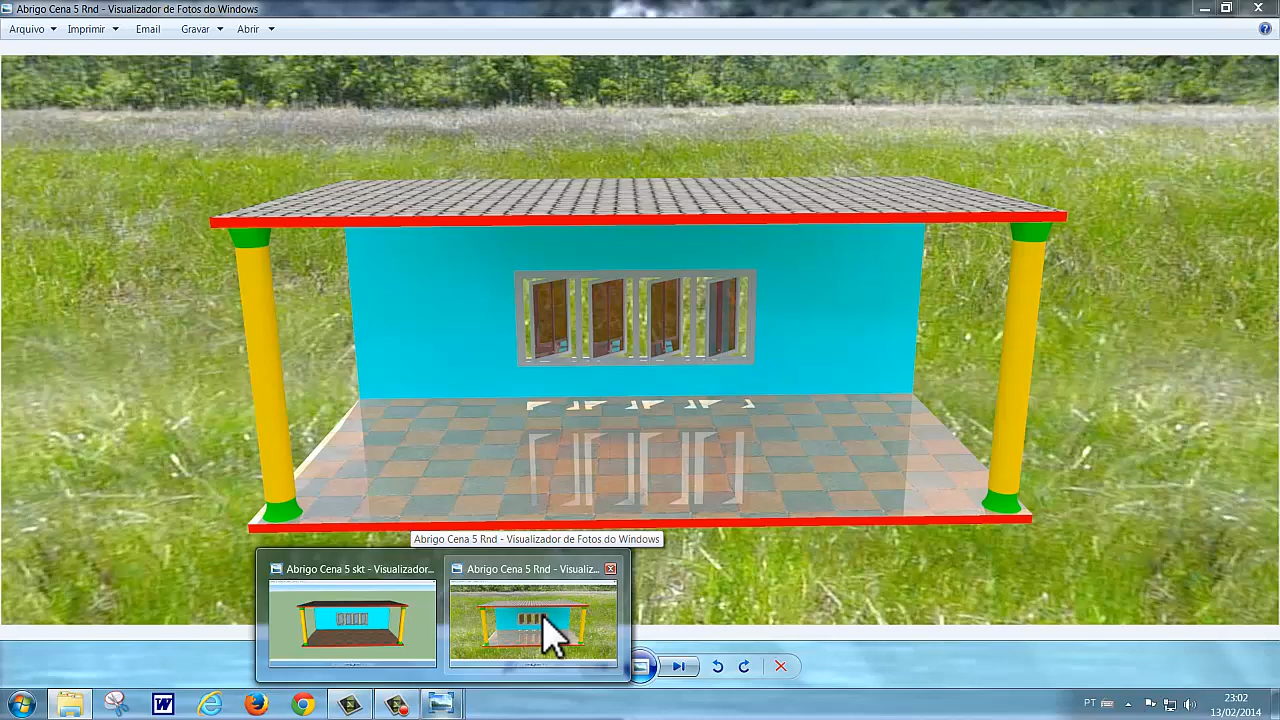 Abrigo Cena 5 Rnd - Visualizador de Fotos do Windows
Arquivo Imprimir Email Gravar Abrir
Abrigo Cena 5 Rnd - Visualizador de Fotos do Windows
Abrigo Cena 5 skt - Visualizador... Abrigo Cena 5 Rnd - Visualiz...
PT 23:02
13/02/2014